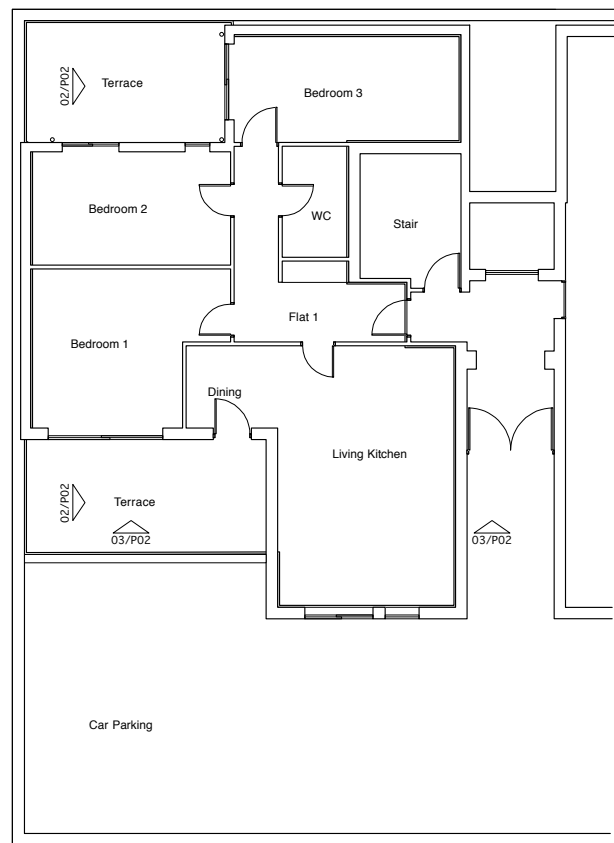 Terrace
02/P02
Bedroom 3
Bedroom 2
WC
Stair
Flat 1
Bedroom 1
Dining
Living Kitchen
Terrace
02/P02
03/P02
03/P02
Car Parking